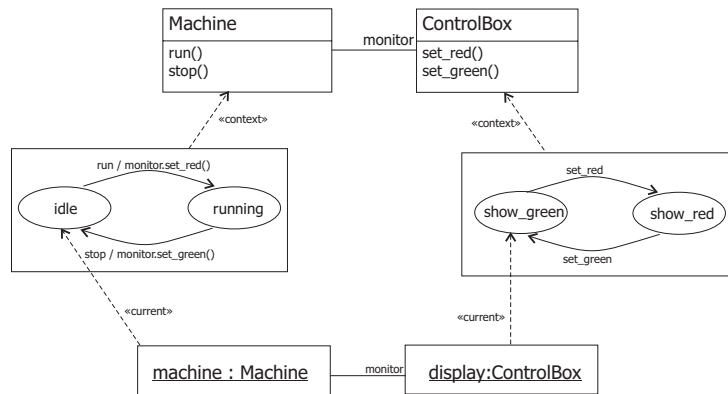 Machine
run()
stop()
monitor
ControlBox
set_red()
set_green()
«context»
«context»
run / monitor.set_red()
idle
running
stop / monitor.set_green()
set_red
show_green
show_red
set_green
«current»
«current»
machine : Machine
monitor
display:ControlBox